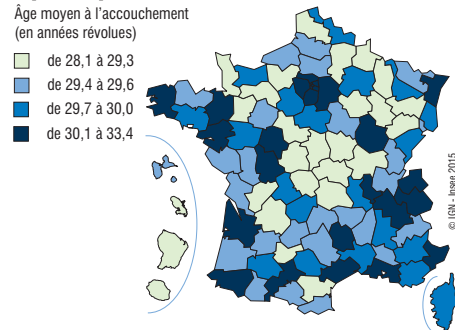 Âge moyen à l'accouchement
(en années révolues)
de 28,1 à 29,3
de 29,4 à 29,6
de 29,7 à 30,0
de 30,1 à 33,4
© IGN - Insee 2015